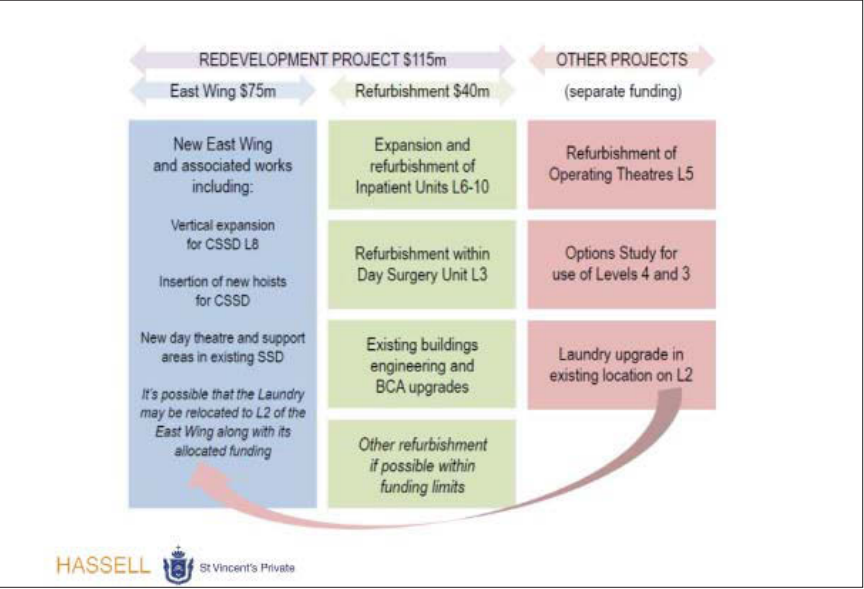 REDEVELOPMENT PROJECT $115m
OTHER PROJECTS
East Wing $75m
Refurbishment $40m
(separate funding)
New East Wing
and associated works
including:
Vertical expansion
for CSSD L8
Insertion of new hoists
for CSSD
New day theatre and support
areas in existing SSD
It's possible that the Laundry
may be relocated to L2 of the
East Wing along with its
allocated funding
Expansion and
refurbishment of
Inpatient Units L6-10
Refurbishment within
Day Surgery Unit L3
Existing buildings
engineering and
BCA upgrades
Other refurbishment
if possible within
funding limits
Refurbishment of
Operating Theatres L5
Options Study for
use of Levels 4 and 3
Laundry upgrade in
existing location on L2
HASSELL
St Vincent's Private